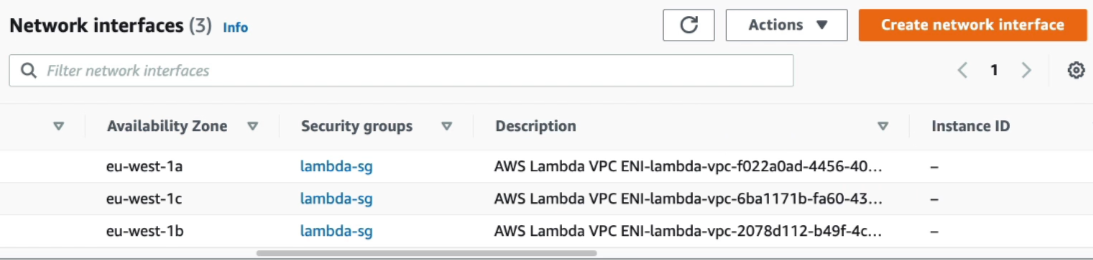 Network interfaces (3) Info Actions Create network interface
Filter network interfaces 1
Availability Zone Security groups Description Instance ID
eu-west-1a lambda-sg AWS Lambda VPC ENI-lambda-vpc-f022a0ad-4456-40... –
eu-west-1c lambda-sg AWS Lambda VPC ENI-lambda-vpc-6ba1171b-fa60-43... –
eu-west-1b lambda-sg AWS Lambda VPC ENI-lambda-vpc-2078d112-b49f-4c... –